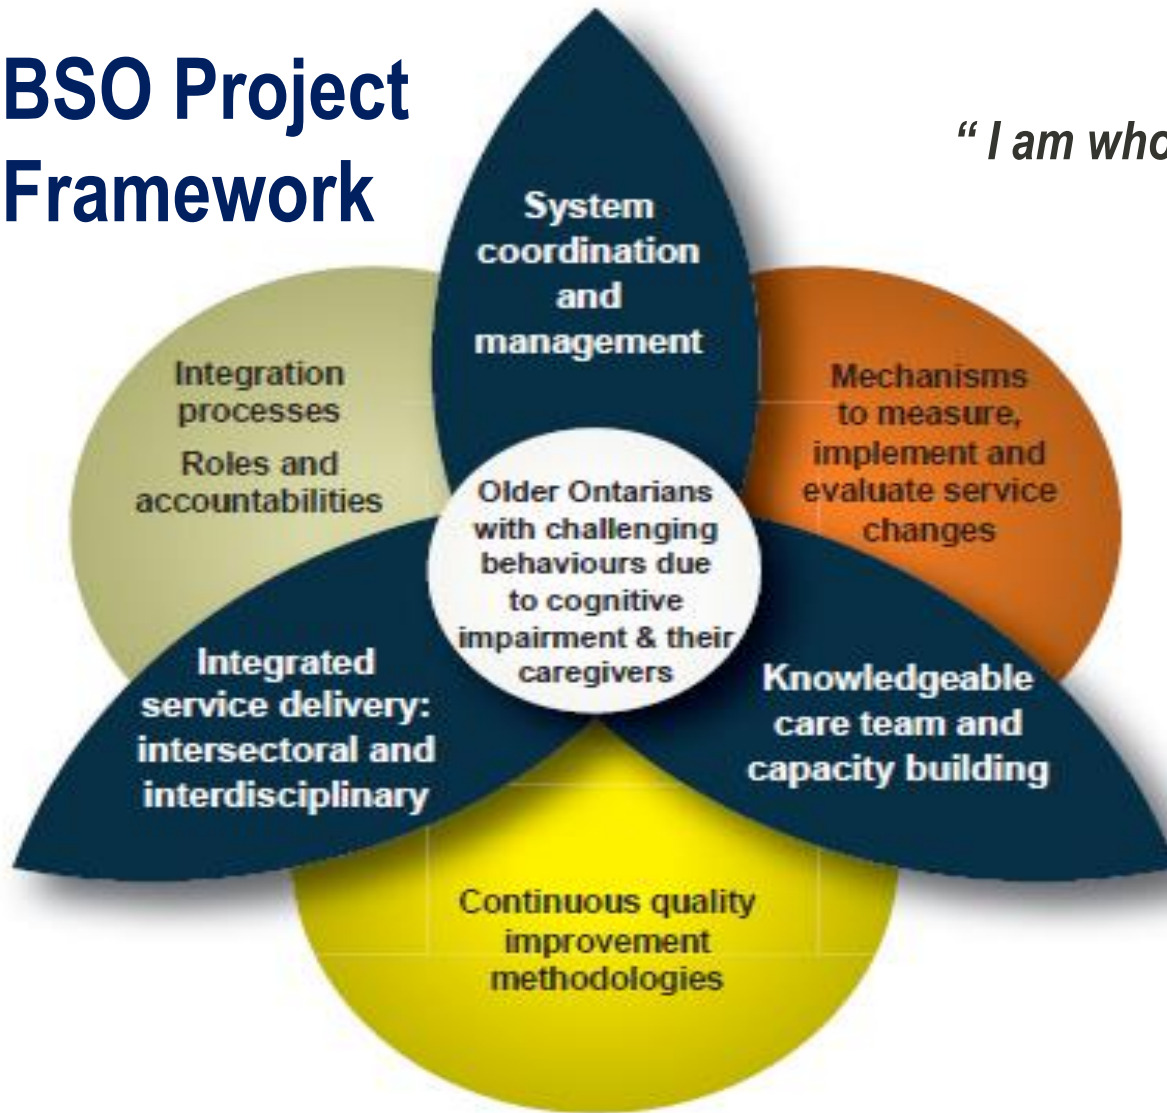 BSO Project
Framework
“ I am who
System
coordination
and
management
Integration
processes
Roles and
accountabilities
Mechanisms
to measure,
implement and
evaluate service
changes
Older Ontarians
with challenging
behaviours due
to cognitive
impairment & their
caregivers
Integrated
service delivery:
intersectoral and
interdisciplinary
Knowledgeable
care team and
capacity building
Continuous quality
improvement
methodologies